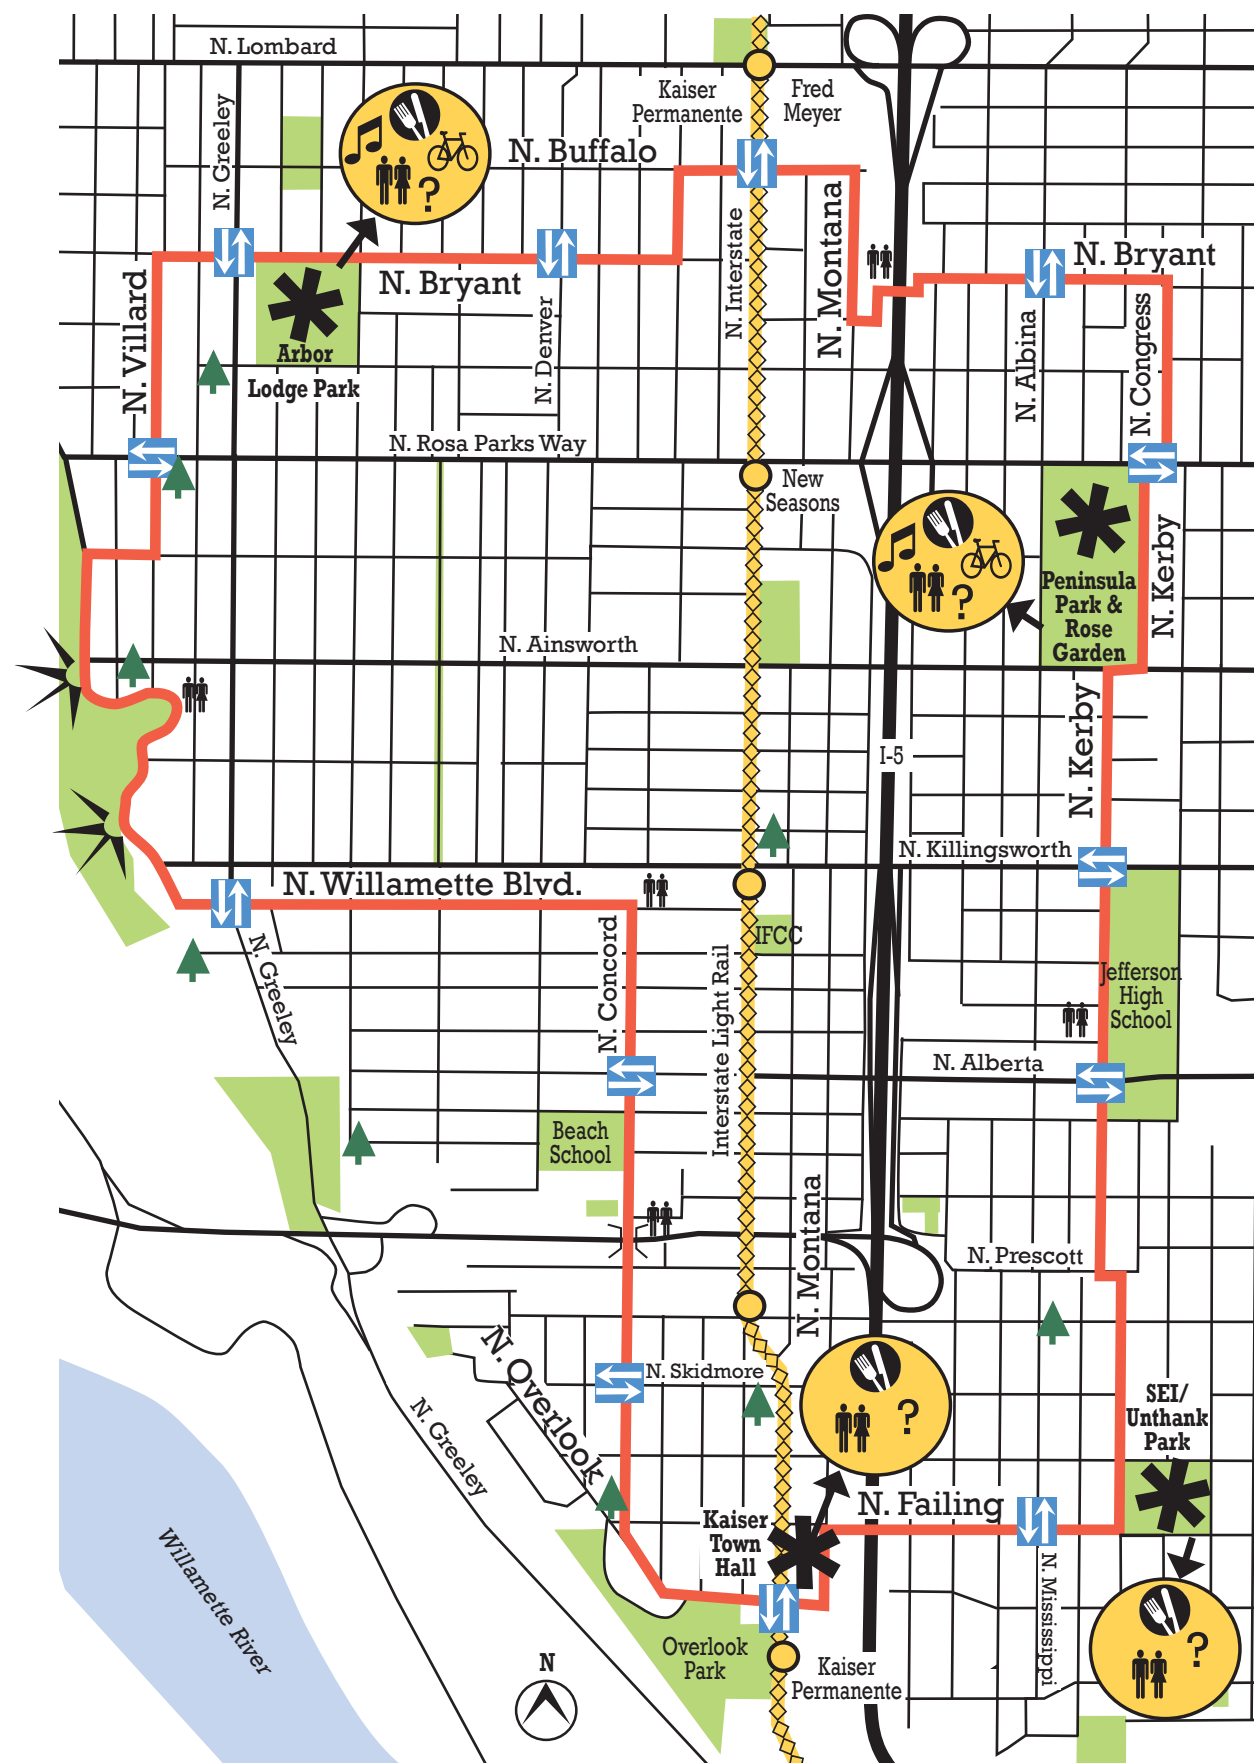 N. Lombard
Kaiser
Permanente
Fred
Meyer
N. Greeley
?
N. Buffalo
N. Interstate
N. Montana
N. Bryant
N. Bryant
N. Villard
N. Denver
N. Albina
N. Congress
Arbor
Lodge Park
N. Rosa Parks Way
New
Seasons
?
Peninsula
Park &
Rose
Garden
N. Kerby
N. Ainsworth
N. Kerby
I-5
N. Killingsworth
N. Willamette Blvd.
N. Greeley
N. Concord
IFCC
Interstate Light Rail
Jefferson
High
School
N. Alberta
Beach
School
N. Montana
N. Prescott
N. Overlook
N. Skidmore
N. Greeley
?
SEI/
Unthank
Park
Kaiser
Town
Hall
N. Failing
N. Mississippi
Willamette River
N
Overlook
Park
Kaiser
Permanente
?